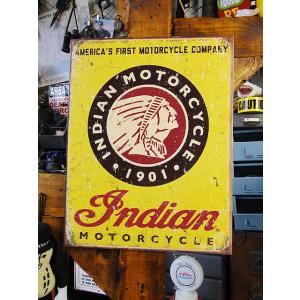 AMERICA'S FIRST MOTORCYCLE COMPANY
INDIAN MOTORCYCLE
• 1901 •
Indian
MOTORCYCLE